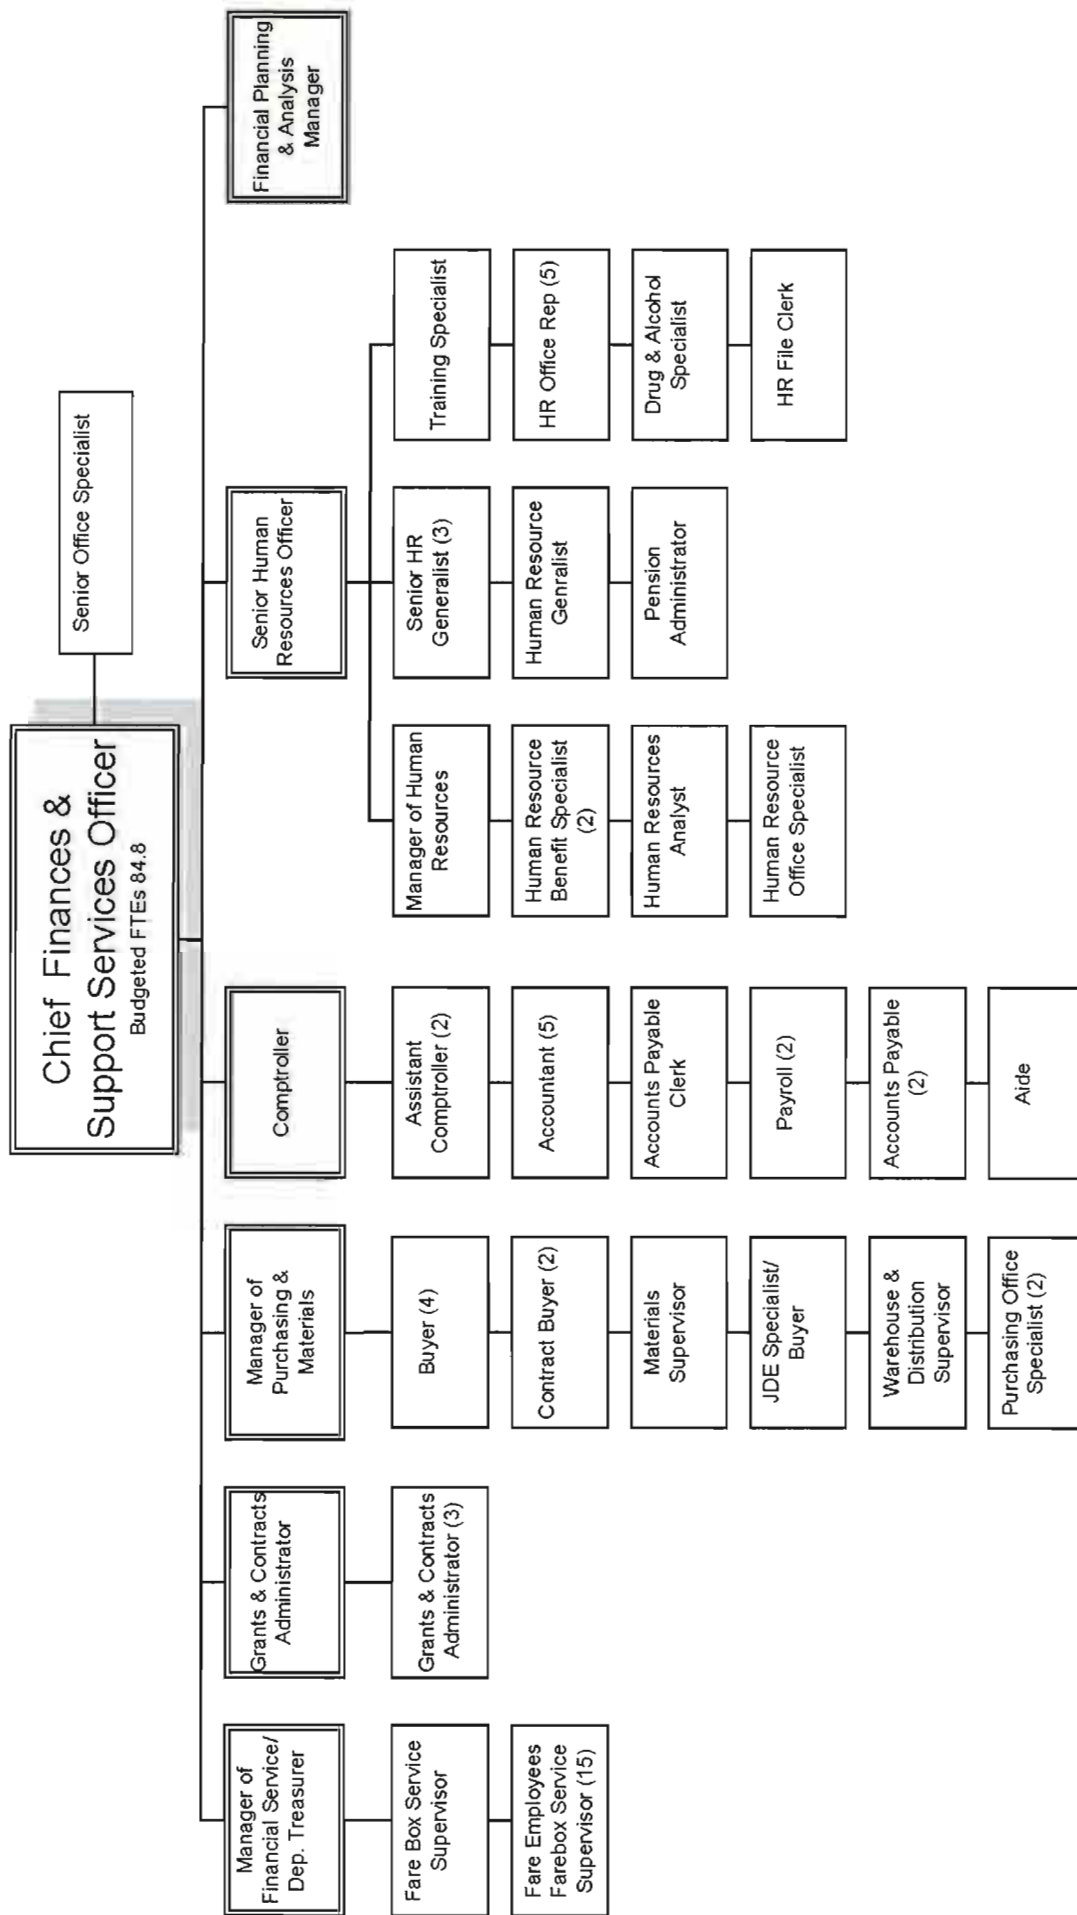 Chief Finances &
Support Services Officer
Budgeted FTEs 84.8
Senior Office Specialist
Manager of
Financial Service/
Dep. Treasurer
Grants & Contracts
Administrator
Manager of
Purchasing &
Materials
Comptroller
Senior Human
Resources Officer
Financial Planning
& Analysis
Manager
Fare Box Service
Supervisor
Fare Employees
Farebox Service
Supervisor (15)
Grants & Contracts
Administrator (3)
Buyer (4)
Contract Buyer (2)
Materials
Supervisor
JDE Specialist/
Buyer
Warehouse &
Distribution
Supervisor
Purchasing Office
Specialist (2)
Assistant
Comptroller (2)
Accountant (5)
Accounts Payable
Clerk
Payroll (2)
Accounts Payable
(2)
Aide
Manager of Human
Resources
Human Resource
Benefit Specialist
(2)
Human Resources
Analyst
Human Resource
Office Specialist
Senior HR
Generalist (3)
Human Resource
Genralist
Pension
Administrator
Training Specialist
HR Office Rep (5)
Drug & Alcohol
Specialist
HR File Clerk